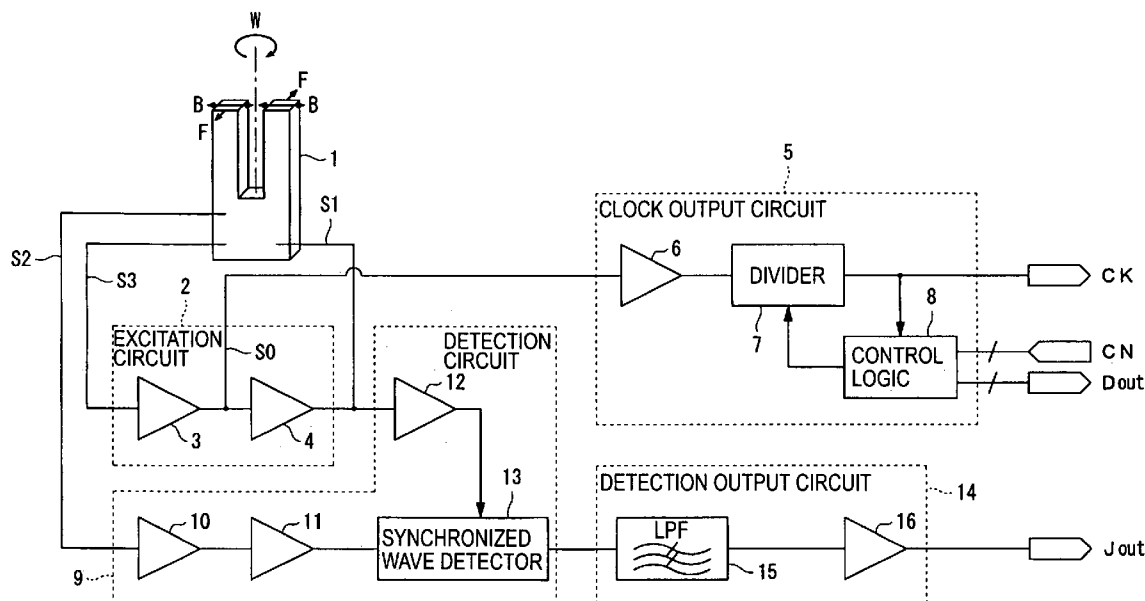 W
F
B
B
F
1
S1
S2
S3
5
CLOCK OUTPUT CIRCUIT
6
DIVIDER
CK
7
8
CONTROL
LOGIC
CN
Dout
2
EXCITATION
CIRCUIT
S0
3
4
DETECTION
CIRCUIT
12
13
SYNCHRONIZED
WAVE DETECTOR
9
10
11
DETECTION OUTPUT CIRCUIT
14
LPF
15
16
Jout